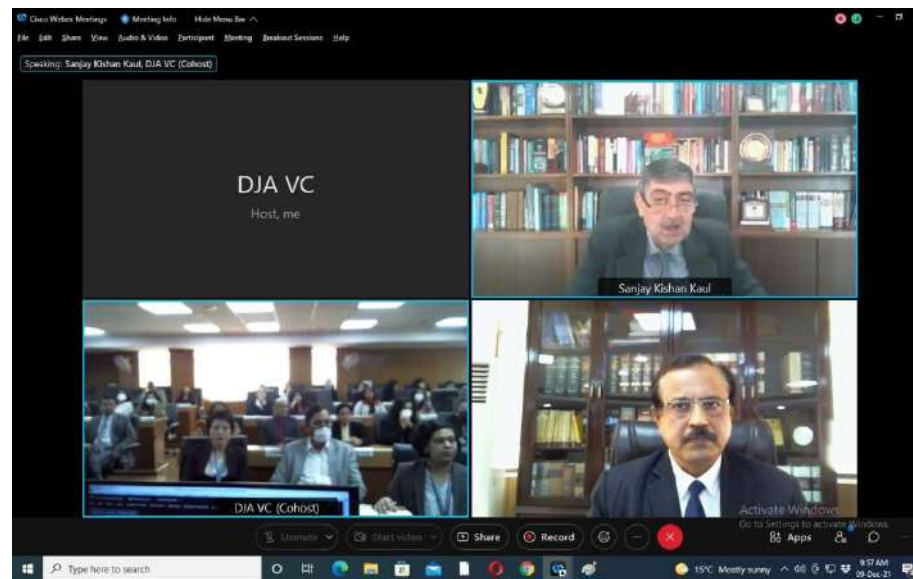 Cisco Webex Meetings Meeting Info Hide Menu Bar
File Edit Share View Audio & Video Participant Meeting Breakout Sessions Help
Speaking: Sanjay Kishan Kaul, DJA VC (Cohost)
DJA VC
Host, me
Sanjay Kishan Kaul
DJA VC (Cohost)
Activate Windows
Go to Settings to activate Windows.
Unmute Start video Share Record Apps
Type here to search
15°C Mostly sunny
9:57 AM
09-Dec-21